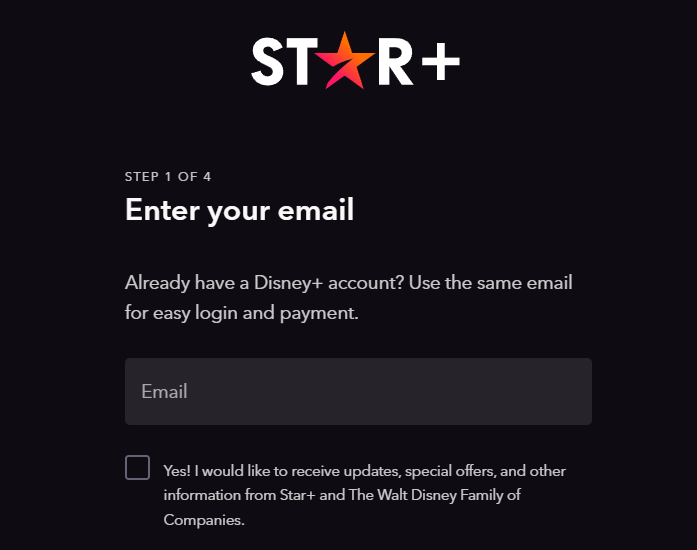 STAR+
STEP 1 OF 4
Enter your email
Already have a Disney+ account? Use the same email
for easy login and payment.
Email
Yes! I would like to receive updates, special offers, and other
information from Star+ and The Walt Disney Family of
Companies.